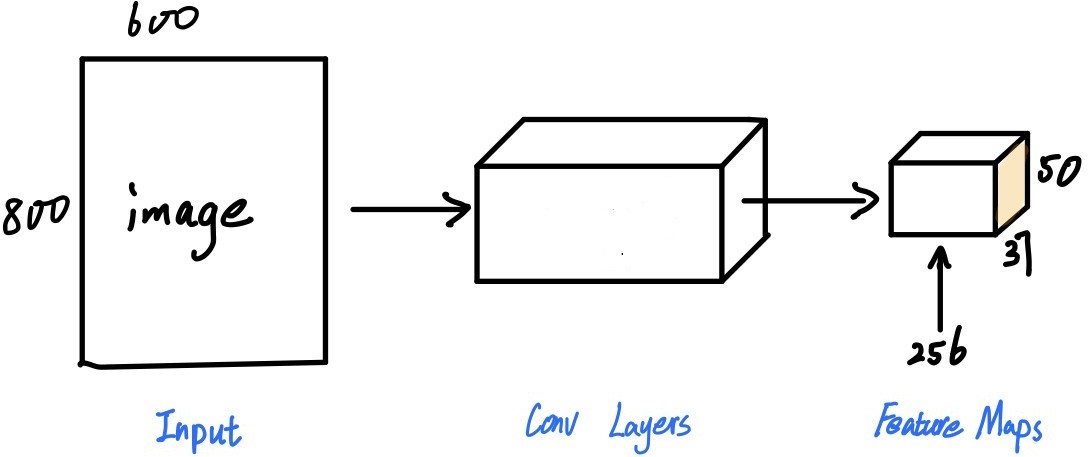 600
800
image
50
37
256
Input
Conv Layers
Feature Maps